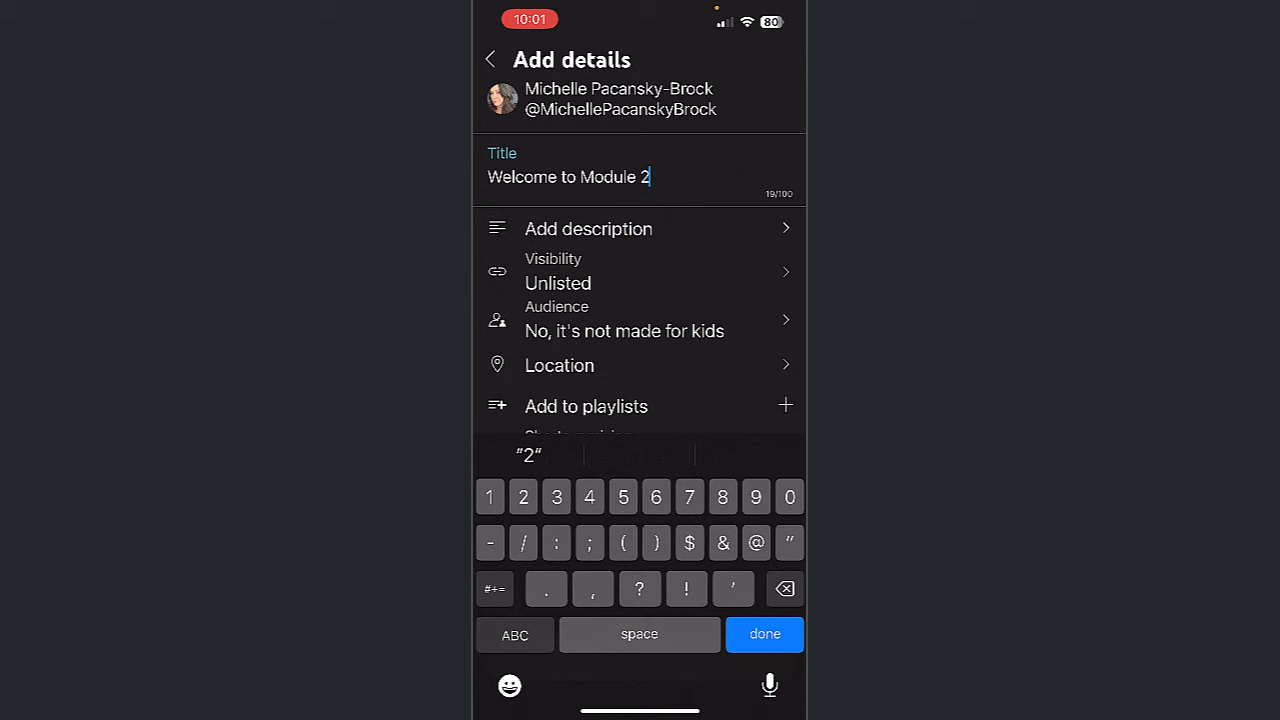 10:01
80
Add details
Michelle Pacansky-Brock
@MichellePacanskyBrock
Title
Welcome to Module 2
19/100
Add description
Visibility
Unlisted
Audience
No, it's not made for kids
Location
Add to playlists
"2"
1 2 3 4 5 6 7 8 9 0
- / : ; ( ) $ & @ "
#+= . , ? ! '
ABC space done